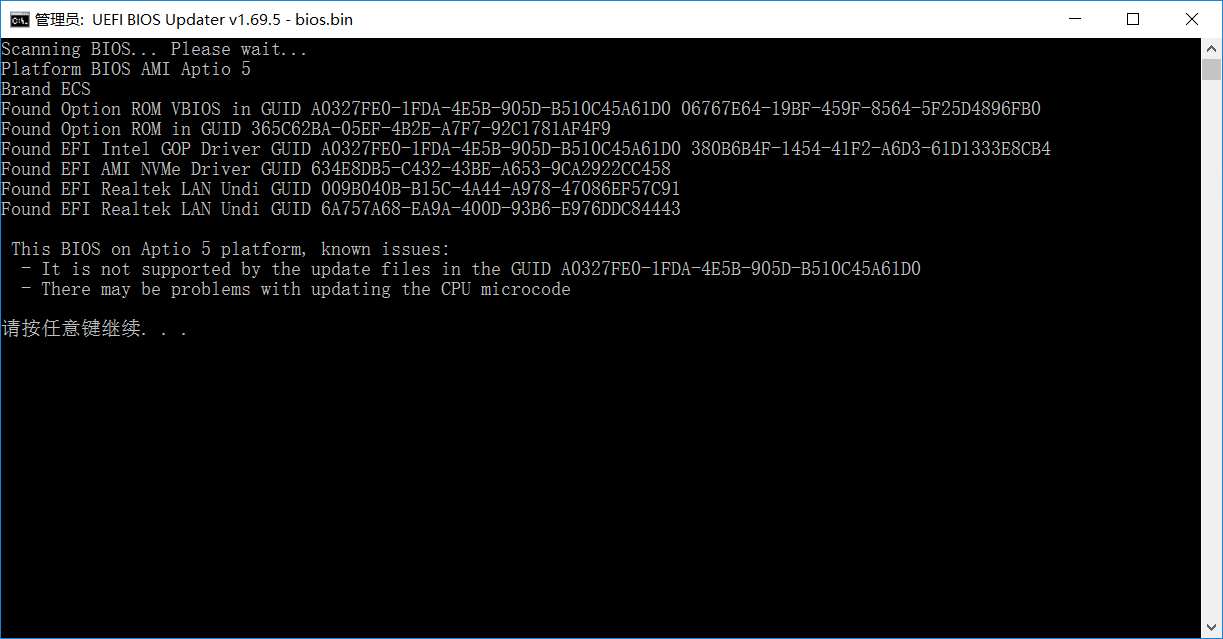 管理员: UEFI BIOS Updater v1.69.5 - bios.bin
Scanning BIOS... Please wait...
Platform BIOS AMI Aptio 5
Brand ECS
Found Option ROM VBIOS in GUID A0327FE0-1FDA-4E5B-905D-B510C45A61D0 06767E64-19BF-459F-8564-5F25D4896FB0
Found Option ROM in GUID 365C62BA-05EF-4B2E-A7F7-92C1781AF4F9
Found EFI Intel GOP Driver GUID A0327FE0-1FDA-4E5B-905D-B510C45A61D0 380B6B4F-1454-41F2-A6D3-61D1333E8CB4
Found EFI AMI NVMe Driver GUID 634E8DB5-C432-43BE-A653-9CA2922CC458
Found EFI Realtek LAN Undi GUID 009B040B-B15C-4A44-A978-47086EF57C91
Found EFI Realtek LAN Undi GUID 6A757A68-EA9A-400D-93B6-E976DDC84443
This BIOS on Aptio 5 platform, known issues:
- It is not supported by the update files in the GUID A0327FE0-1FDA-4E5B-905D-B510C45A61D0
- There may be problems with updating the CPU microcode
请按任意键继续. . .